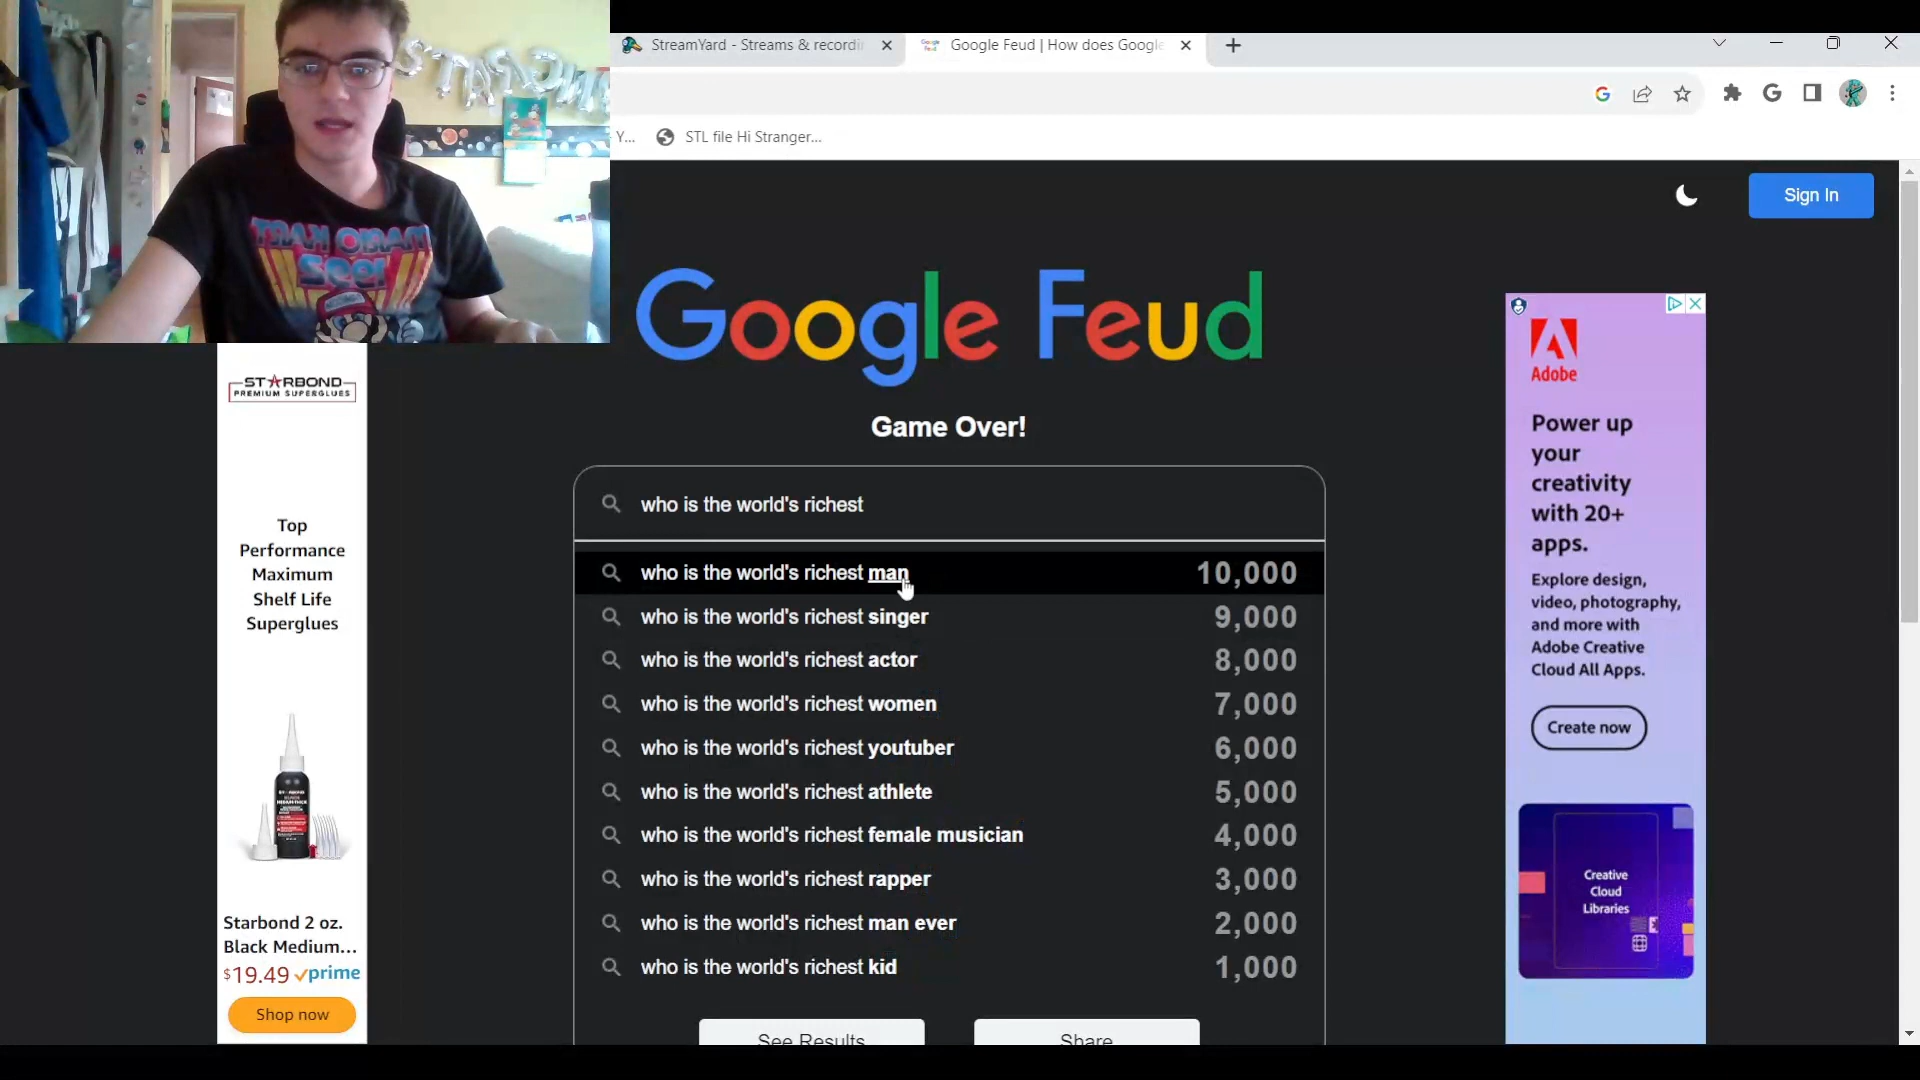 StreamYard - Streams & recordi
Google Feud | How does Google
Y...
STL file Hi Stranger...
Sign In
MARIO KART
1992
STARBOND
PREMIUM SUPERGLUES
Top
Performance
Maximum
Shelf Life
Superglues
Starbond 2 oz.
Black Medium...
$19.49 prime
Shop now
Google Feud
Game Over!
who is the world's richest
who is the world's richest man 10,000
who is the world's richest singer 9,000
who is the world's richest actor 8,000
who is the world's richest women 7,000
who is the world's richest youtuber 6,000
who is the world's richest athlete 5,000
who is the world's richest female musician 4,000
who is the world's richest rapper 3,000
who is the world's richest man ever 2,000
who is the world's richest kid 1,000
See Results
Share
Adobe
Power up
your
creativity
with 20+
apps.
Explore design,
video, photography,
and more with
Adobe Creative
Cloud All Apps.
Create now
Creative
Cloud
Libraries